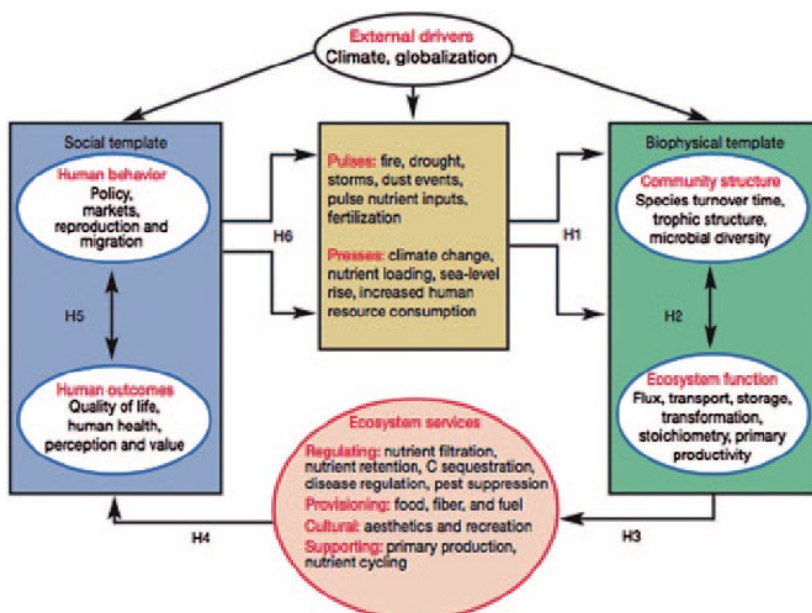 External drivers
Climate, globalization
Social template
Human behavior
Policy,
markets,
reproduction and
migration
H5
Human outcomes
Quality of life,
human health,
perception and value
H6
Pulses: fire, drought,
storms, dust events,
pulse nutrient inputs,
fertilization
Presses: climate change,
nutrient loading, sea-level
rise, increased human
resource consumption
H1
Biophysical template
Community structure
Species turnover time,
trophic structure,
microbial diversity
H2
Ecosystem function
Flux, transport, storage,
transformation,
stoichiometry, primary
productivity
H3
Ecosystem services
Regulating: nutrient filtration,
nutrient retention, C sequestration,
disease regulation, pest suppression
Provisioning: food, fiber, and fuel
Cultural: aesthetics and recreation
Supporting: primary production,
nutrient cycling
H4